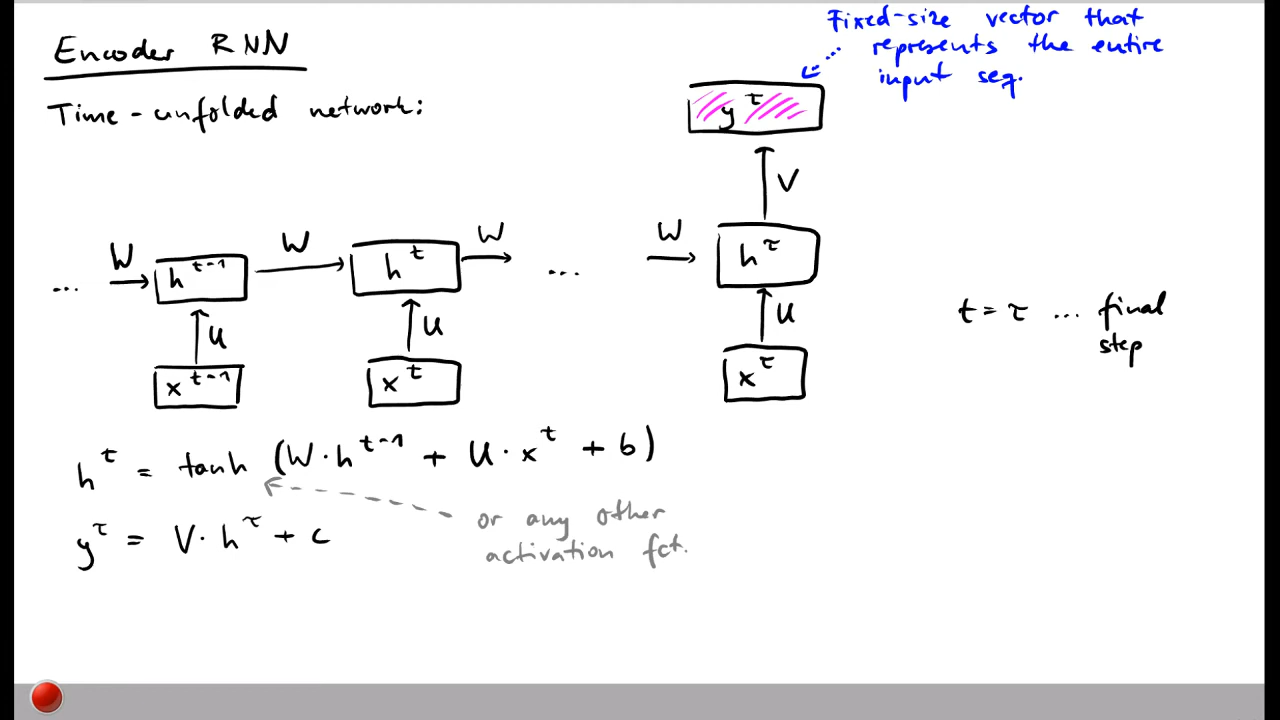 Encoder RNN
Fixed-size vector that
represents the entire
input seq.
Time-unfolded network:
y^τ
V
... W h^{t-1} W h^t W ... W h^τ
U U U
x^{t-1} x^t x^τ
t = τ ... final
step
h^t = tanh (W · h^{t-1} + U · x^t + b)
or any other
activation fct.
y^τ = V · h^τ + c